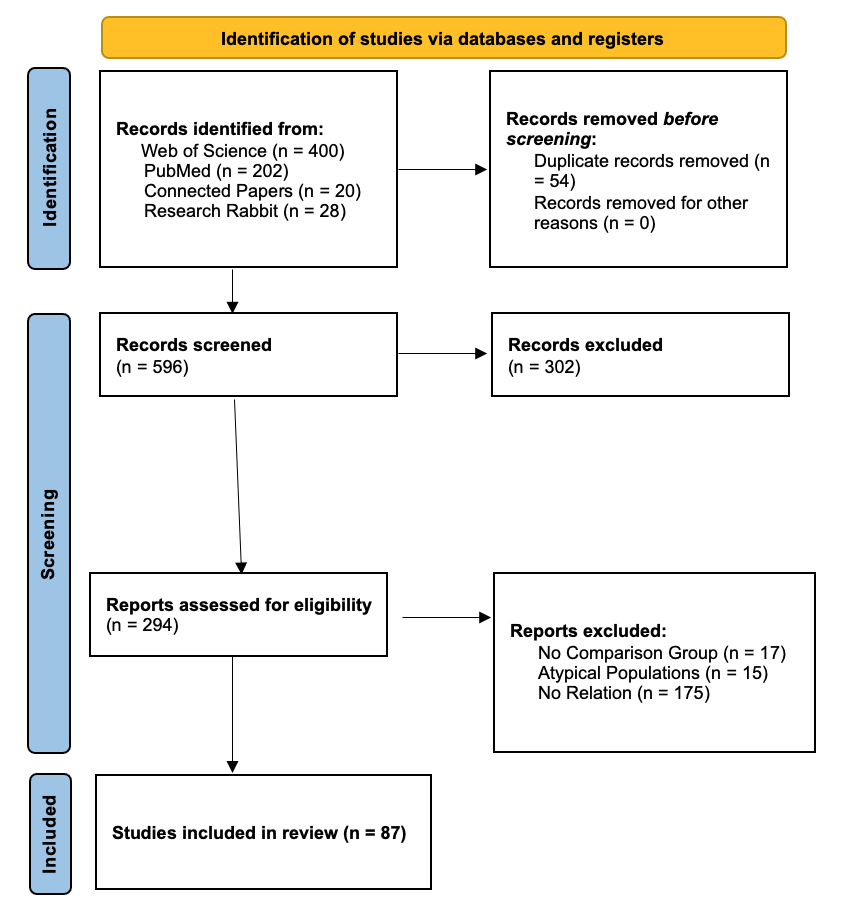 Identification of studies via databases and registers
Identification
Records identified from:
Web of Science (n = 400)
PubMed (n = 202)
Connected Papers (n = 20)
Research Rabbit (n = 28)
Records removed before
screening:
Duplicate records removed (n
= 54)
Records removed for other
reasons (n = 0)
Screening
Records screened
(n = 596)
Records excluded
(n = 302)
Reports assessed for eligibility
(n = 294)
Reports excluded:
No Comparison Group (n = 17)
Atypical Populations (n = 15)
No Relation (n = 175)
Included
Studies included in review (n = 87)